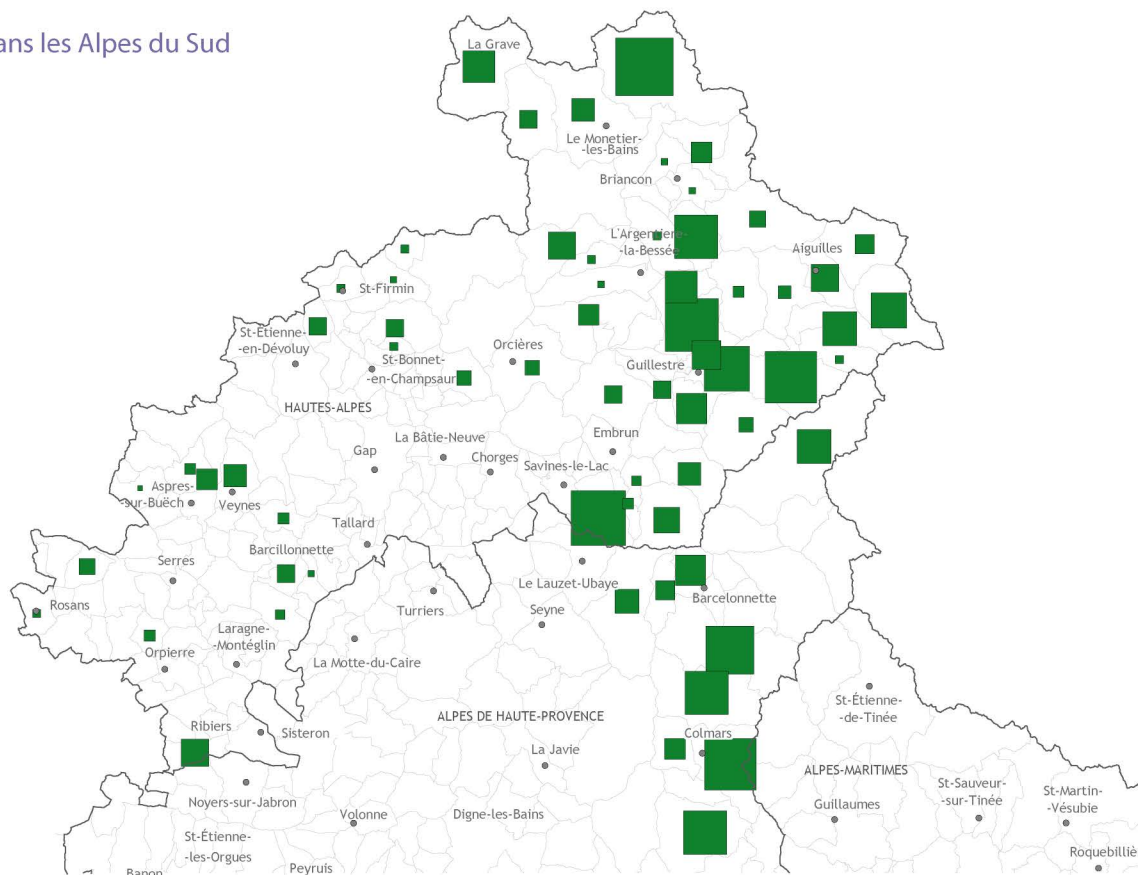 ans les Alpes du Sud
La Grave
Le Monetier-
-les-Bains
Briancon
L'Argentière-
-la-Bessée
Aiguilles
St-Firmin
St-Étienne-
-en-Dévoluy
St-Bonnet-
-en-Champsaur
Orcières
Guillestre
HAUTES-ALPES
La Bâtie-Neuve
Embrun
Gap
Chorges
Savines-le-Lac
Aspres-
-sur-Buëch
Veynes
Tallard
Barcillonnette
Serres
Le Lauzet-Ubaye
Barcelonnette
Rosans
Turriers
Seyne
Laragne-
-Montéglin
Orpierre
La Motte-du-Caire
St-Étienne-
-de-Tinée
ALPES DE HAUTE-PROVENCE
Ribiers
Sisteron
Colmars
La Javie
ALPES-MARITIMES
St-Sauveur-
-sur-Tinée
St-Martin-
-Vésubie
Noyers-sur-Jabron
Guillaumes
Volonne
Digne-les-Bains
St-Étienne-
-les-Orgues
Roquebilliè
Peyruis
Banon